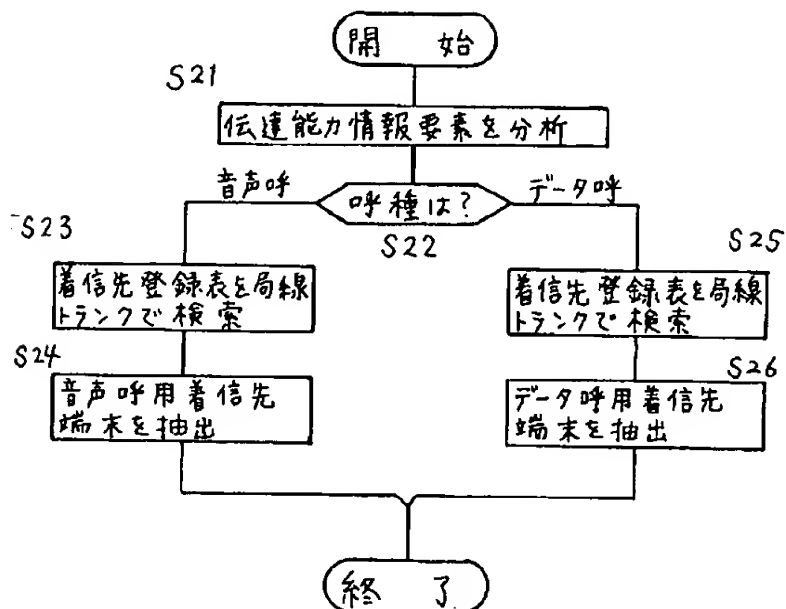 開 始
S21
伝達能力情報要素を分析
音声呼
呼種は?
データ呼
S22
S23
着信先登録表を局線
トランクで検索
S24
音声呼用着信先
端末を抽出
S25
着信先登録表を局線
トランクで検索
S26
データ呼用着信先
端末を抽出
終 了